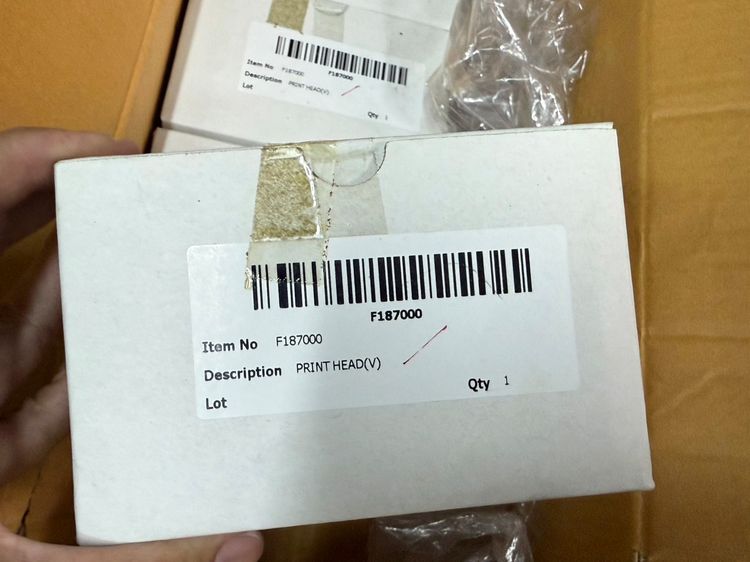 Item No F187000 F187000
Description PRINT HEAD(V)
Lot
Qty 1
F187000
Item No F187000
Description PRINT HEAD(V)
Lot
Qty 1